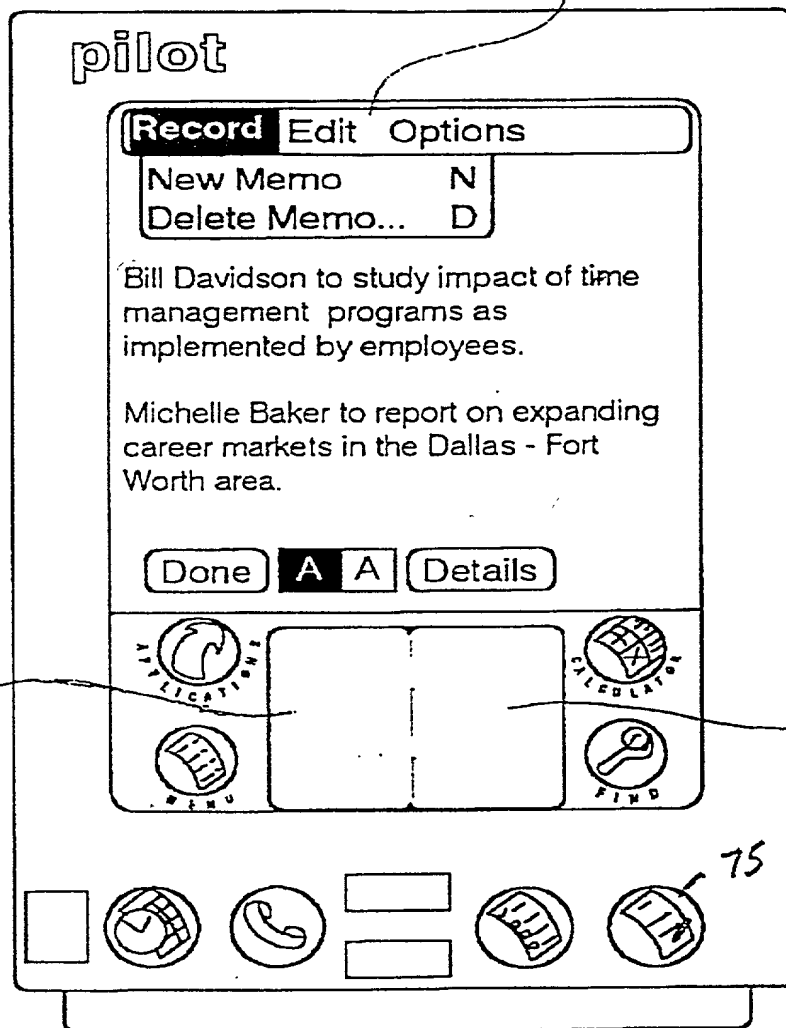 pilot
Record Edit Options
New Memo N
Delete Memo... D
Bill Davidson to study impact of time
management programs as
implemented by employees.
Michelle Baker to report on expanding
career markets in the Dallas - Fort
Worth area.
Done A A Details
APPLICATIONS CALCULATOR
MENU FIND
75